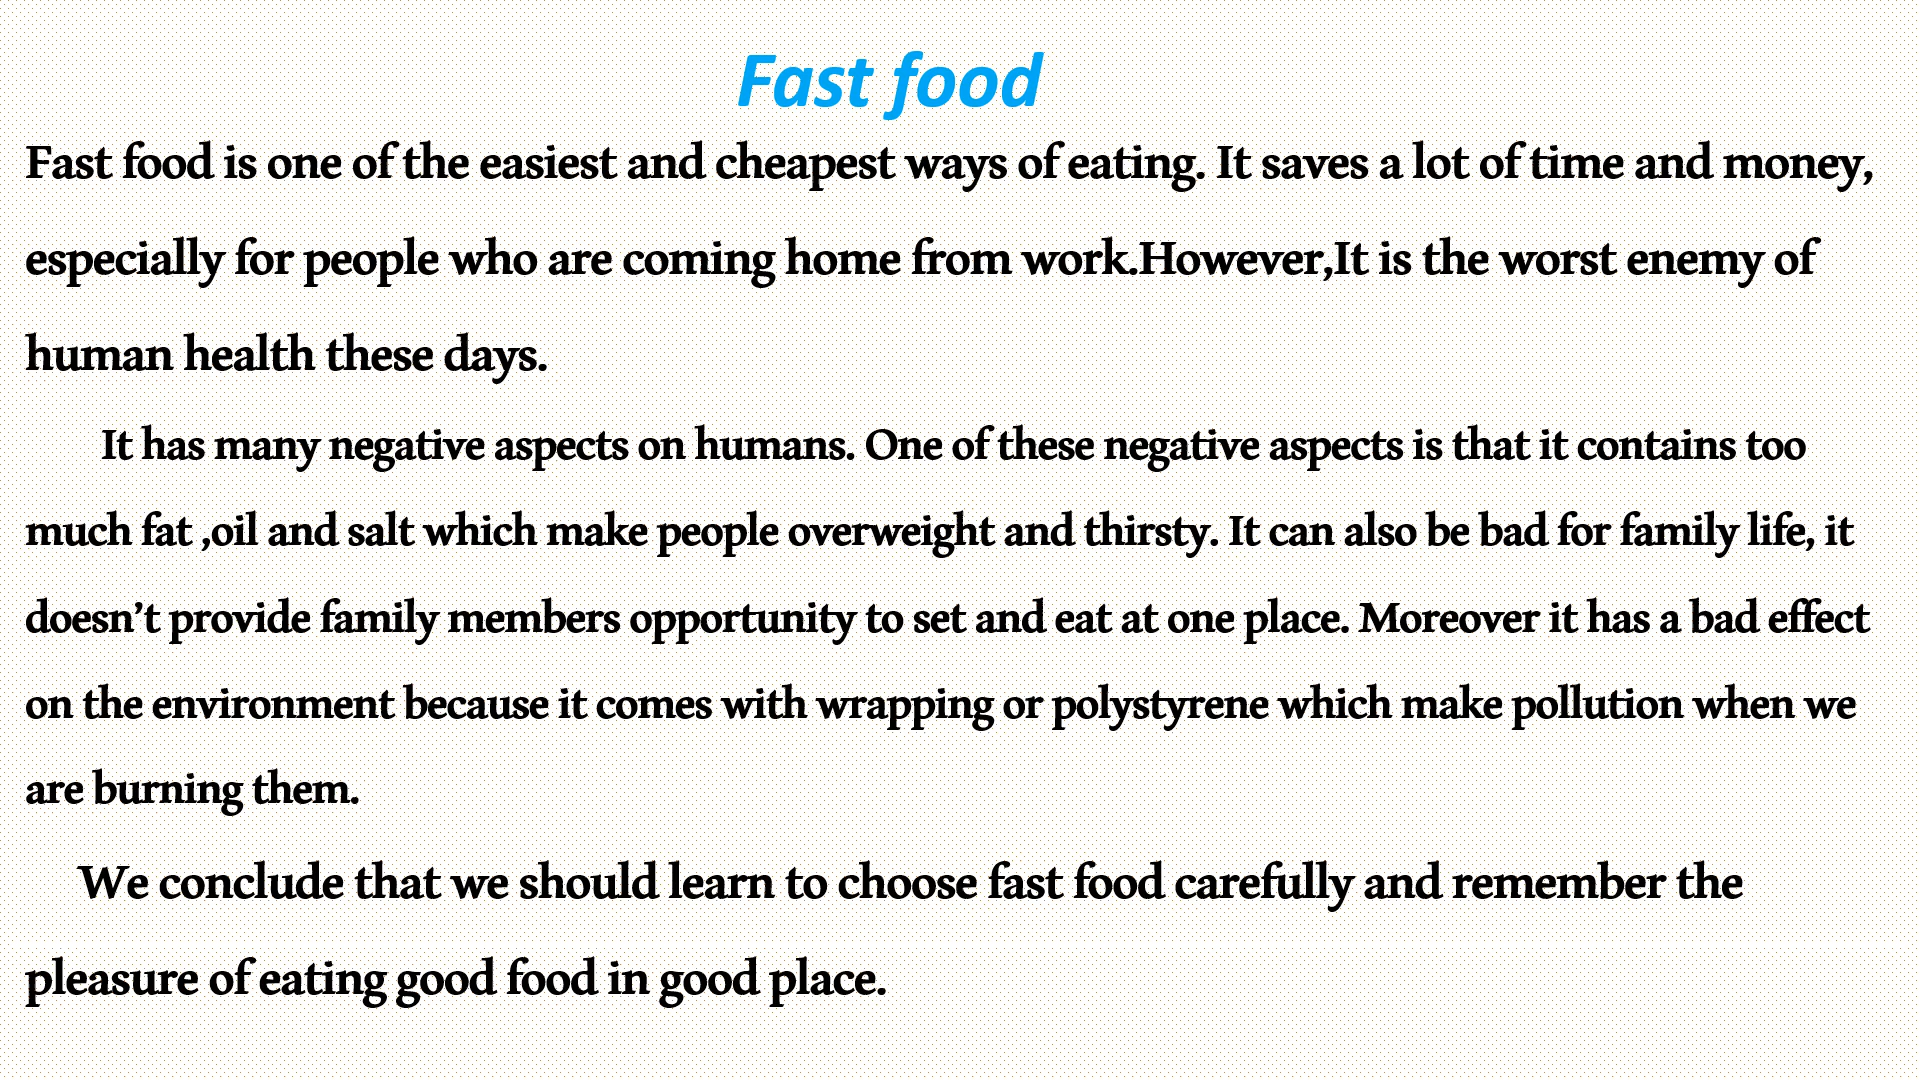 Fast food
Fast food is one of the easiest and cheapest ways of eating. It saves a lot of time and money,
especially for people who are coming home from work.However,It is the worst enemy of
human health these days.
It has many negative aspects on humans. One of these negative aspects is that it contains too
much fat ,oil and salt which make people overweight and thirsty. It can also be bad for family life, it
doesn’t provide family members opportunity to set and eat at one place. Moreover it has a bad effect
on the environment because it comes with wrapping or polystyrene which make pollution when we
are burning them.
We conclude that we should learn to choose fast food carefully and remember the
pleasure of eating good food in good place.